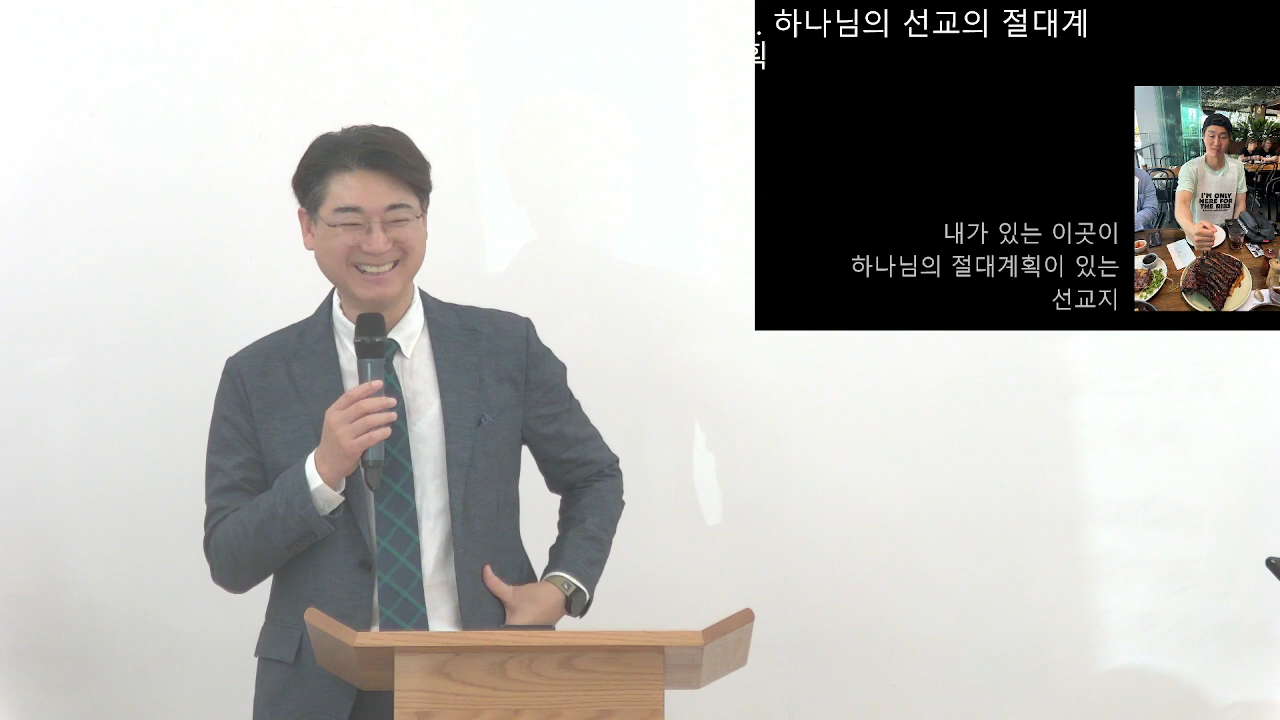 . 하나님의 선교의 절대계
획
I'M ONLY
HERE FOR
THE RIBS
내가 있는 이곳이
하나님의 절대계획이 있는
선교지